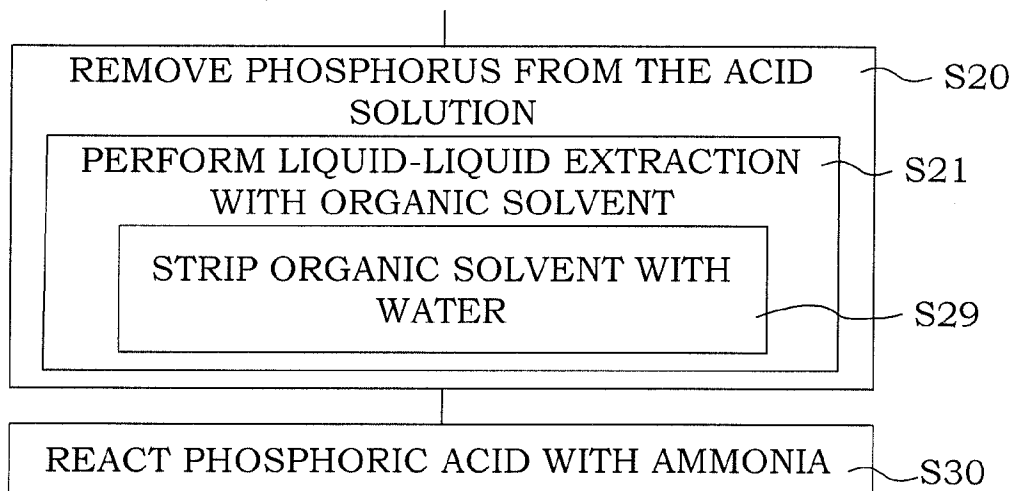 REMOVE PHOSPHORUS FROM THE ACID
SOLUTION
S20
PERFORM LIQUID-LIQUID EXTRACTION
WITH ORGANIC SOLVENT
S21
STRIP ORGANIC SOLVENT WITH
WATER
S29
REACT PHOSPHORIC ACID WITH AMMONIA
S30